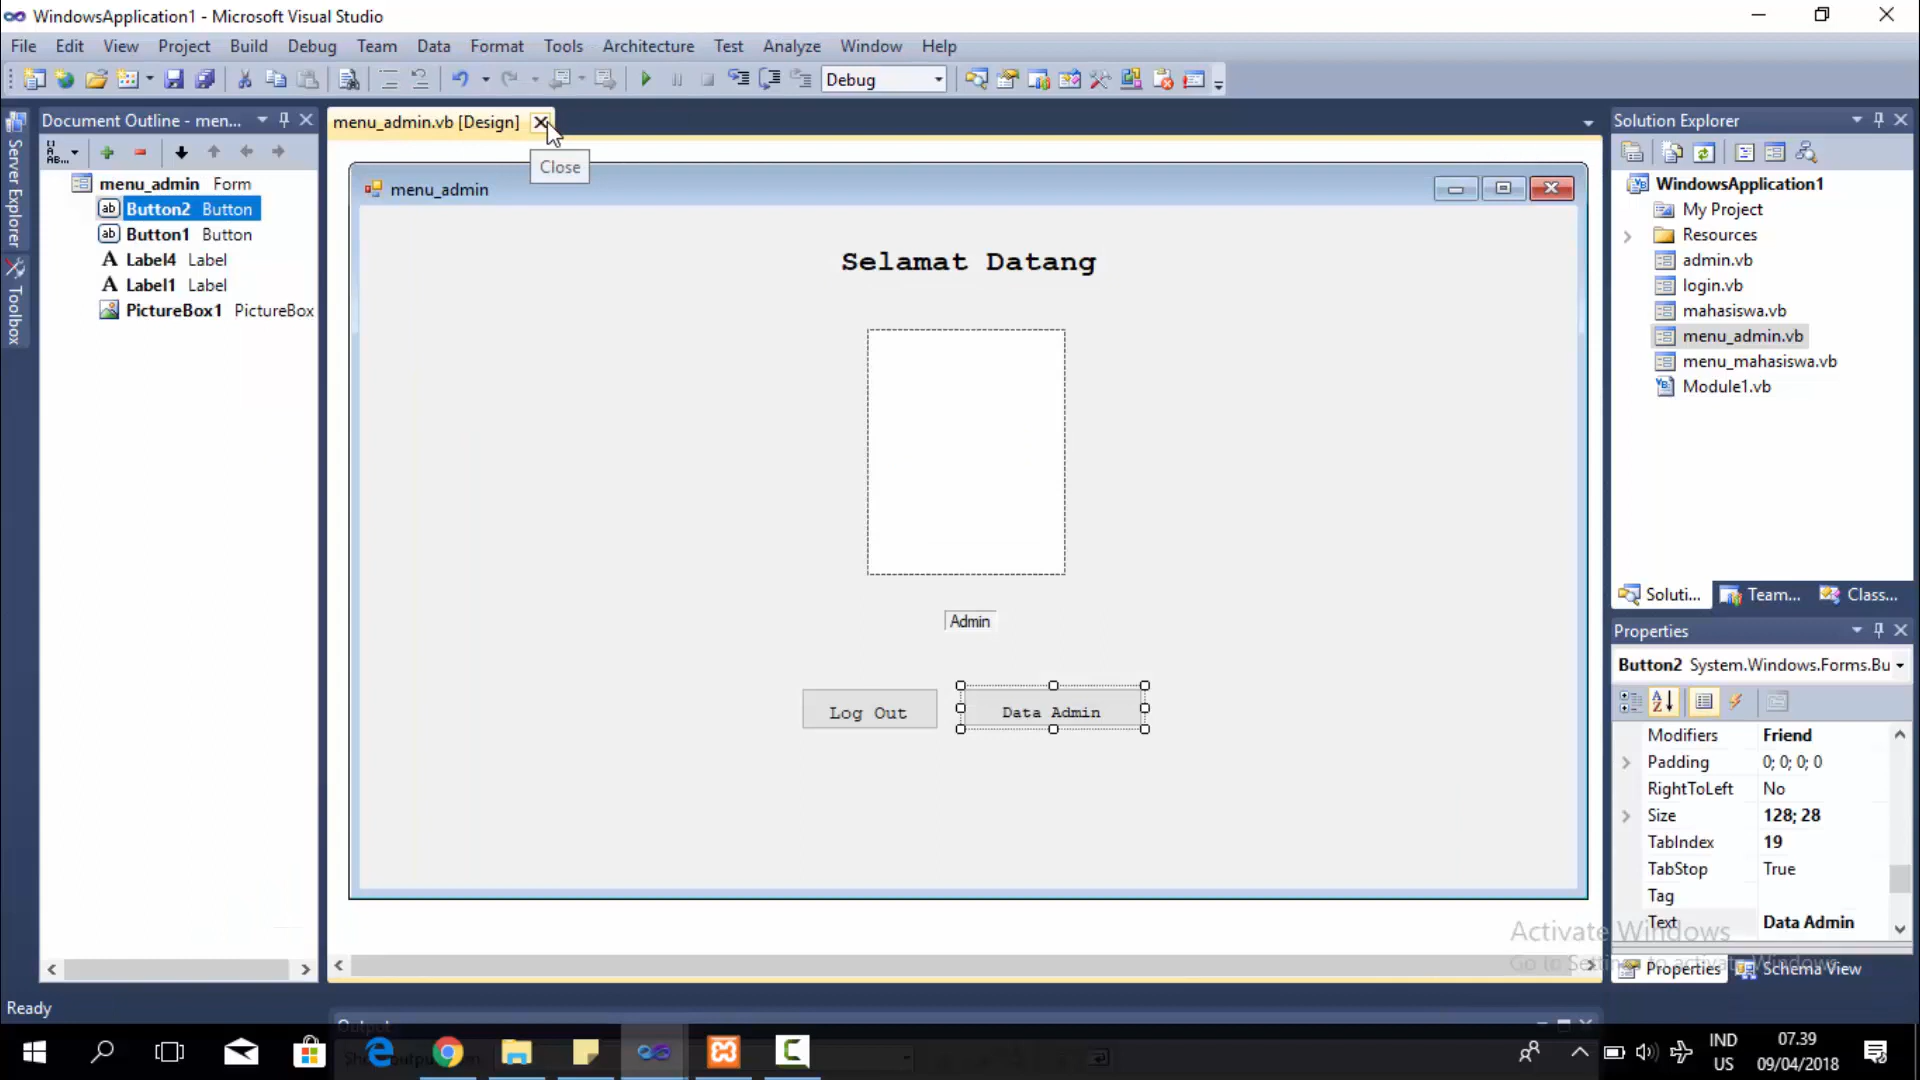 WindowsApplication1 - Microsoft Visual Studio
File Edit View Project Build Debug Team Data Format Tools Architecture Test Analyze Window Help
Debug
Server Explorer
Toolbox
Document Outline - men...
menu_admin Form
Button2 Button
Button1 Button
Label4 Label
Label1 Label
PictureBox1 PictureBox
menu_admin.vb [Design]
Close
menu_admin
Selamat Datang
Admin
Log Out
Data Admin
Solution Explorer
WindowsApplication1
My Project
Resources
admin.vb
login.vb
mahasiswa.vb
menu_admin.vb
menu_mahasiswa.vb
Module1.vb
Soluti... Team... Class...
Properties
Button2 System.Windows.Forms.Bu
Modifiers Friend
Padding 0; 0; 0; 0
RightToLeft No
Size 128; 28
TabIndex 19
TabStop True
Tag
Text Data Admin
Activate Windows
Properties Schema View
Ready
Output
IND
US
07.39
09/04/2018